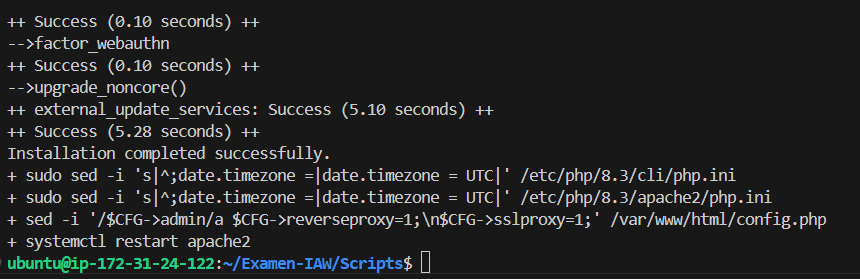 ++ Success (0.10 seconds) ++
-->factor_webauthn
++ Success (0.10 seconds) ++
-->upgrade_noncore()
++ external_update_services: Success (5.10 seconds) ++
++ Success (5.28 seconds) ++
Installation completed successfully.
+ sudo sed -i 's|^;date.timezone =|date.timezone = UTC|' /etc/php/8.3/cli/php.ini
+ sudo sed -i 's|^;date.timezone =|date.timezone = UTC|' /etc/php/8.3/apache2/php.ini
+ sed -i '/$CFG->admin/a $CFG->reverseproxy=1;\n$CFG->sslproxy=1;' /var/www/html/config.php
+ systemctl restart apache2
ubuntu@ip-172-31-24-122:~/Examen-IAW/Scripts$